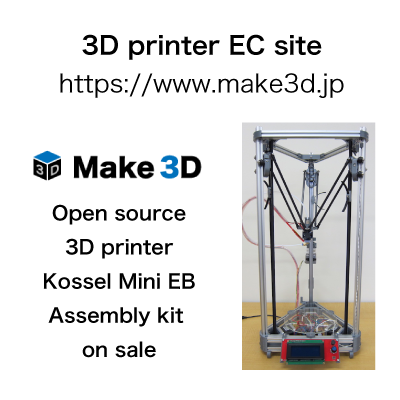 3D printer EC site
https://www.make3d.jp
3D Make 3D
Open source
3D printer
Kossel Mini EB
Assembly kit
on sale